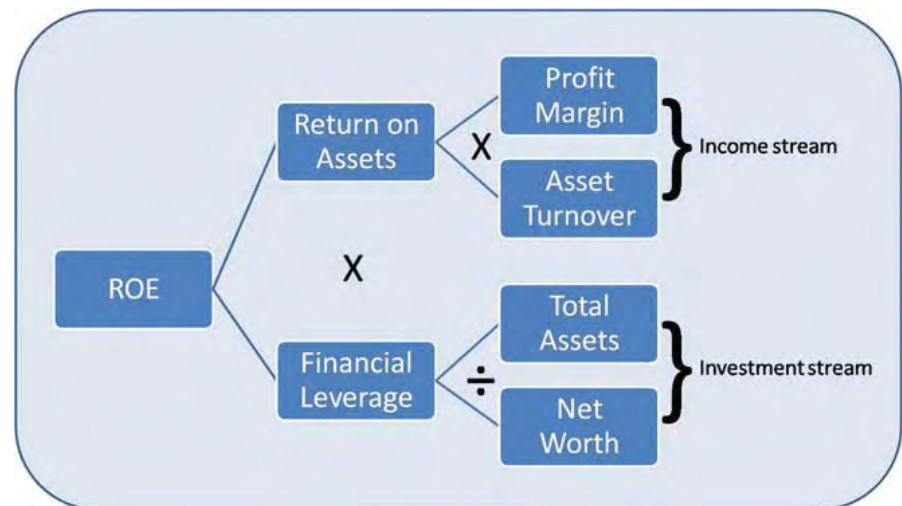 Profit
Margin
Return on
Assets
X
Income stream
Asset
Turnover
ROE
X
Total
Assets
Financial
Leverage
÷
Investment stream
Net
Worth